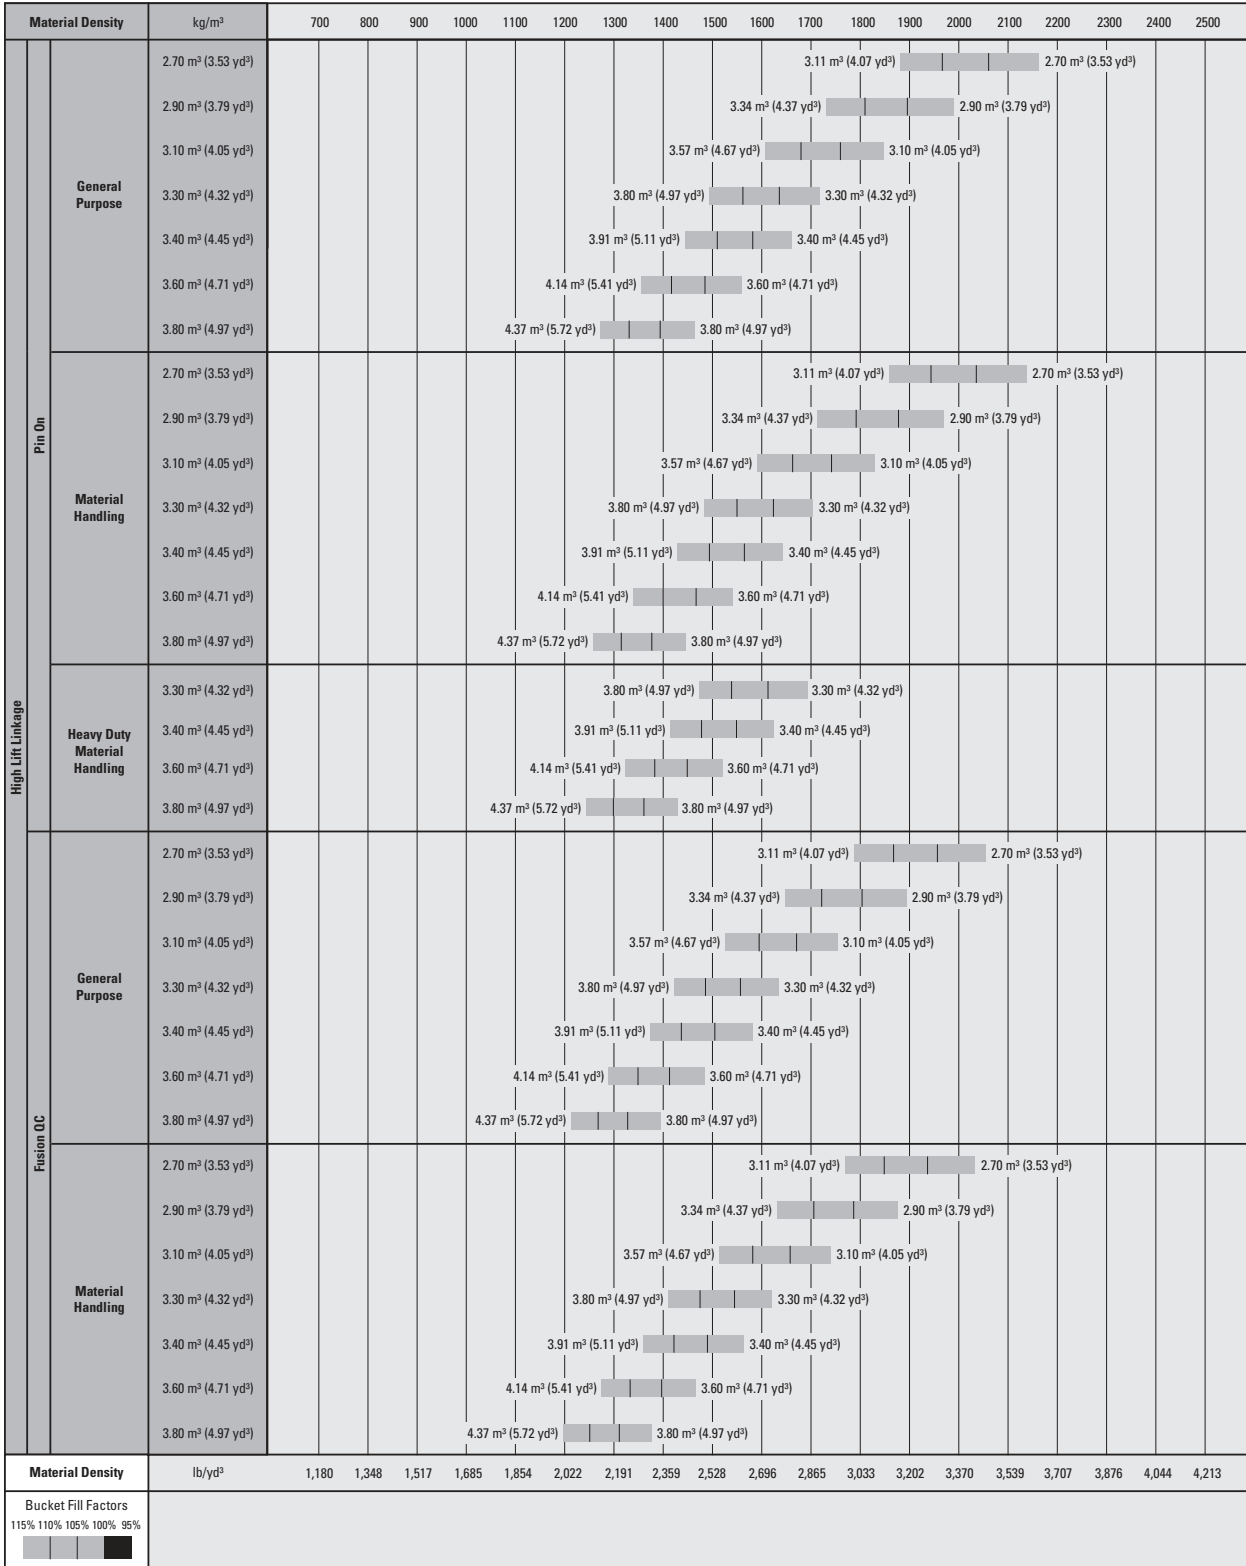 Material Density kg/m³ 700 800 900 1000 1100 1200 1300 1400 1500 1600 1700 1800 1900 2000 2100 2200 2300 2400 2500
High Lift Linkage
Pin On
General
Purpose
2.70 m³ (3.53 yd³) 3.11 m³ (4.07 yd³) 2.70 m³ (3.53 yd³)
2.90 m³ (3.79 yd³) 3.34 m³ (4.37 yd³) 2.90 m³ (3.79 yd³)
3.10 m³ (4.05 yd³) 3.57 m³ (4.67 yd³) 3.10 m³ (4.05 yd³)
3.30 m³ (4.32 yd³) 3.80 m³ (4.97 yd³) 3.30 m³ (4.32 yd³)
3.40 m³ (4.45 yd³) 3.91 m³ (5.11 yd³) 3.40 m³ (4.45 yd³)
3.60 m³ (4.71 yd³) 4.14 m³ (5.41 yd³) 3.60 m³ (4.71 yd³)
3.80 m³ (4.97 yd³) 4.37 m³ (5.72 yd³) 3.80 m³ (4.97 yd³)
Material
Handling
2.70 m³ (3.53 yd³) 3.11 m³ (4.07 yd³) 2.70 m³ (3.53 yd³)
2.90 m³ (3.79 yd³) 3.34 m³ (4.37 yd³) 2.90 m³ (3.79 yd³)
3.10 m³ (4.05 yd³) 3.57 m³ (4.67 yd³) 3.10 m³ (4.05 yd³)
3.30 m³ (4.32 yd³) 3.80 m³ (4.97 yd³) 3.30 m³ (4.32 yd³)
3.40 m³ (4.45 yd³) 3.91 m³ (5.11 yd³) 3.40 m³ (4.45 yd³)
3.60 m³ (4.71 yd³) 4.14 m³ (5.41 yd³) 3.60 m³ (4.71 yd³)
3.80 m³ (4.97 yd³) 4.37 m³ (5.72 yd³) 3.80 m³ (4.97 yd³)
Heavy Duty
Material
Handling
3.30 m³ (4.32 yd³) 3.80 m³ (4.97 yd³) 3.30 m³ (4.32 yd³)
3.40 m³ (4.45 yd³) 3.91 m³ (5.11 yd³) 3.40 m³ (4.45 yd³)
3.60 m³ (4.71 yd³) 4.14 m³ (5.41 yd³) 3.60 m³ (4.71 yd³)
3.80 m³ (4.97 yd³) 4.37 m³ (5.72 yd³) 3.80 m³ (4.97 yd³)
Fusion QC
General
Purpose
2.70 m³ (3.53 yd³) 3.11 m³ (4.07 yd³) 2.70 m³ (3.53 yd³)
2.90 m³ (3.79 yd³) 3.34 m³ (4.37 yd³) 2.90 m³ (3.79 yd³)
3.10 m³ (4.05 yd³) 3.57 m³ (4.67 yd³) 3.10 m³ (4.05 yd³)
3.30 m³ (4.32 yd³) 3.80 m³ (4.97 yd³) 3.30 m³ (4.32 yd³)
3.40 m³ (4.45 yd³) 3.91 m³ (5.11 yd³) 3.40 m³ (4.45 yd³)
3.60 m³ (4.71 yd³) 4.14 m³ (5.41 yd³) 3.60 m³ (4.71 yd³)
3.80 m³ (4.97 yd³) 4.37 m³ (5.72 yd³) 3.80 m³ (4.97 yd³)
Material
Handling
2.70 m³ (3.53 yd³) 3.11 m³ (4.07 yd³) 2.70 m³ (3.53 yd³)
2.90 m³ (3.79 yd³) 3.34 m³ (4.37 yd³) 2.90 m³ (3.79 yd³)
3.10 m³ (4.05 yd³) 3.57 m³ (4.67 yd³) 3.10 m³ (4.05 yd³)
3.30 m³ (4.32 yd³) 3.80 m³ (4.97 yd³) 3.30 m³ (4.32 yd³)
3.40 m³ (4.45 yd³) 3.91 m³ (5.11 yd³) 3.40 m³ (4.45 yd³)
3.60 m³ (4.71 yd³) 4.14 m³ (5.41 yd³) 3.60 m³ (4.71 yd³)
3.80 m³ (4.97 yd³) 4.37 m³ (5.72 yd³) 3.80 m³ (4.97 yd³)
Material Density lb/yd³ 1,180 1,348 1,517 1,685 1,854 2,022 2,191 2,359 2,528 2,696 2,865 3,033 3,202 3,370 3,539 3,707 3,876 4,044 4,213
Bucket Fill Factors
115% 110% 105% 100% 95%